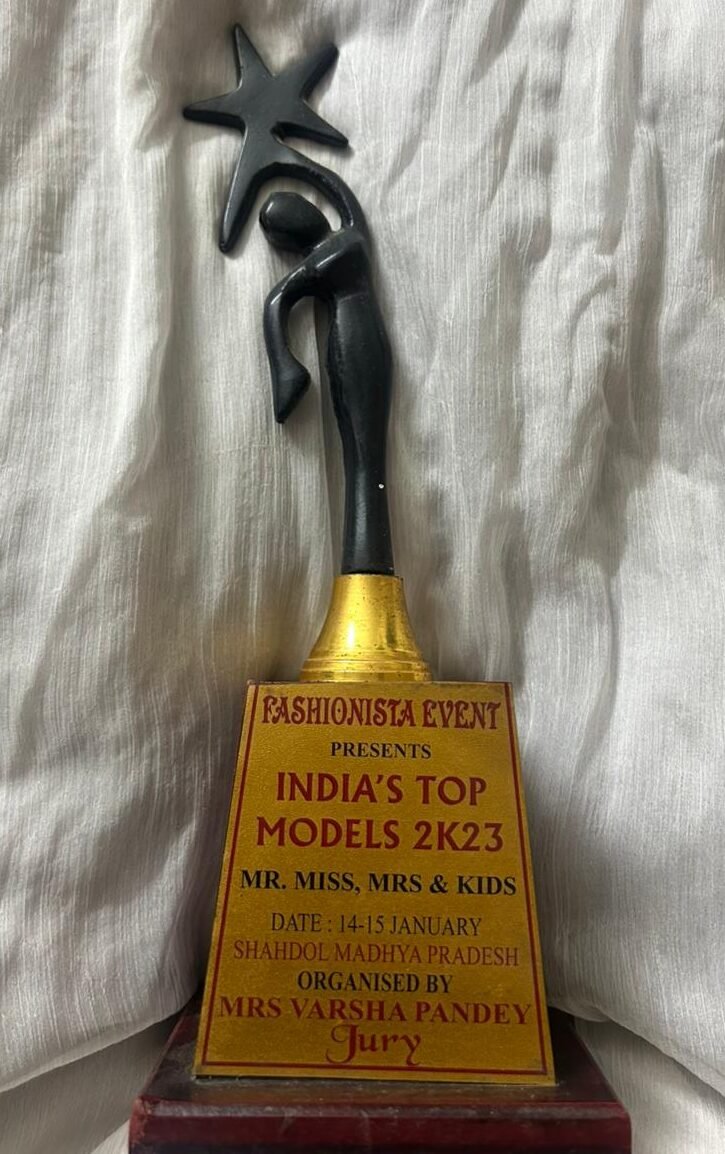 FASHIONISTA EVENT
PRESENTS
INDIA'S TOP
MODELS 2K23
MR. MISS, MRS & KIDS
DATE : 14-15 JANUARY
SHAHDOL MADHYA PRADESH
ORGANISED BY
MRS VARSHA PANDEY
Jury